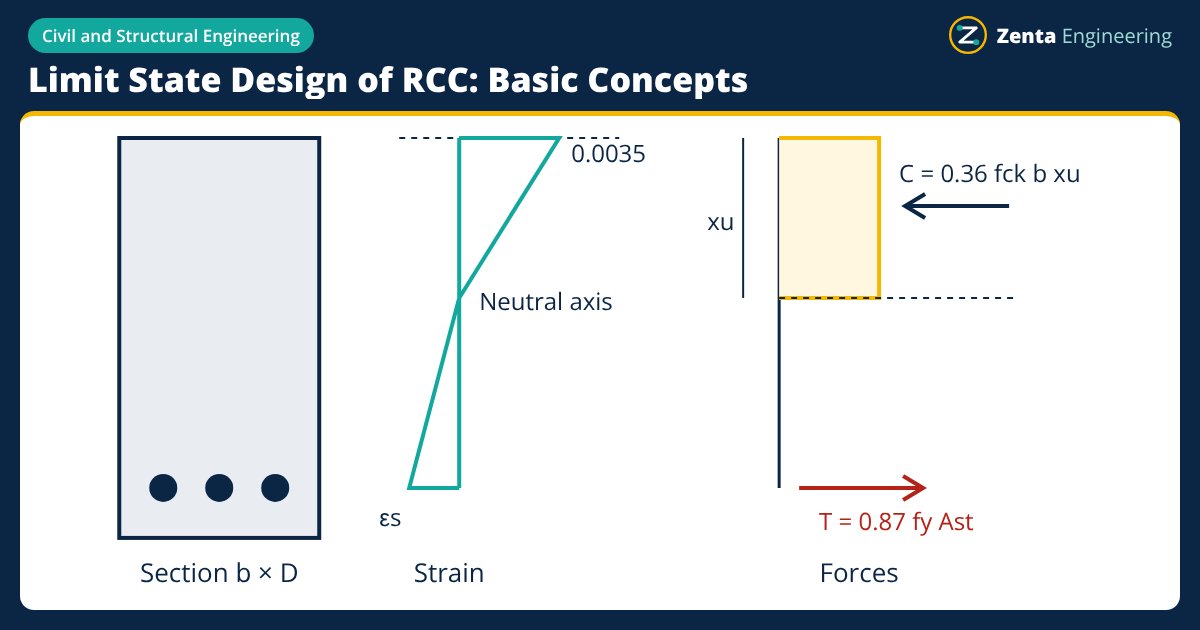 Civil and Structural Engineering
Zenta Engineering
Limit State Design of RCC: Basic Concepts
0.0035
C = 0.36 fck b xu
xu
Neutral axis
εs
T = 0.87 fy Ast
Section b × D
Strain
Forces